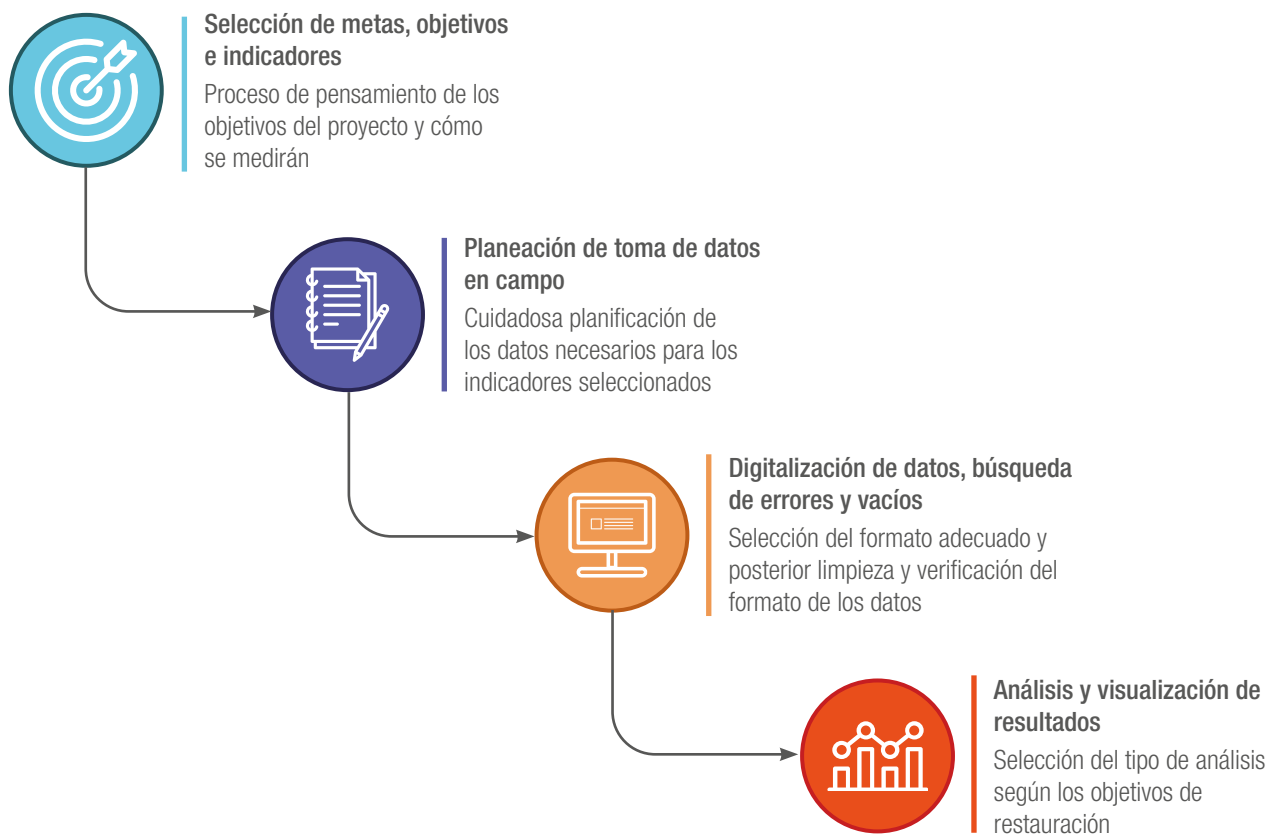 Selección de metas, objetivos
e indicadores
Proceso de pensamiento de los
objetivos del proyecto y cómo
se medirán
Planeación de toma de datos
en campo
Cuidadosa planificación de
los datos necesarios para los
indicadores seleccionados
Digitalización de datos, búsqueda
de errores y vacíos
Selección del formato adecuado y
posterior limpieza y verificación del
formato de los datos
Análisis y visualización de
resultados
Selección del tipo de análisis
según los objetivos de
restauración